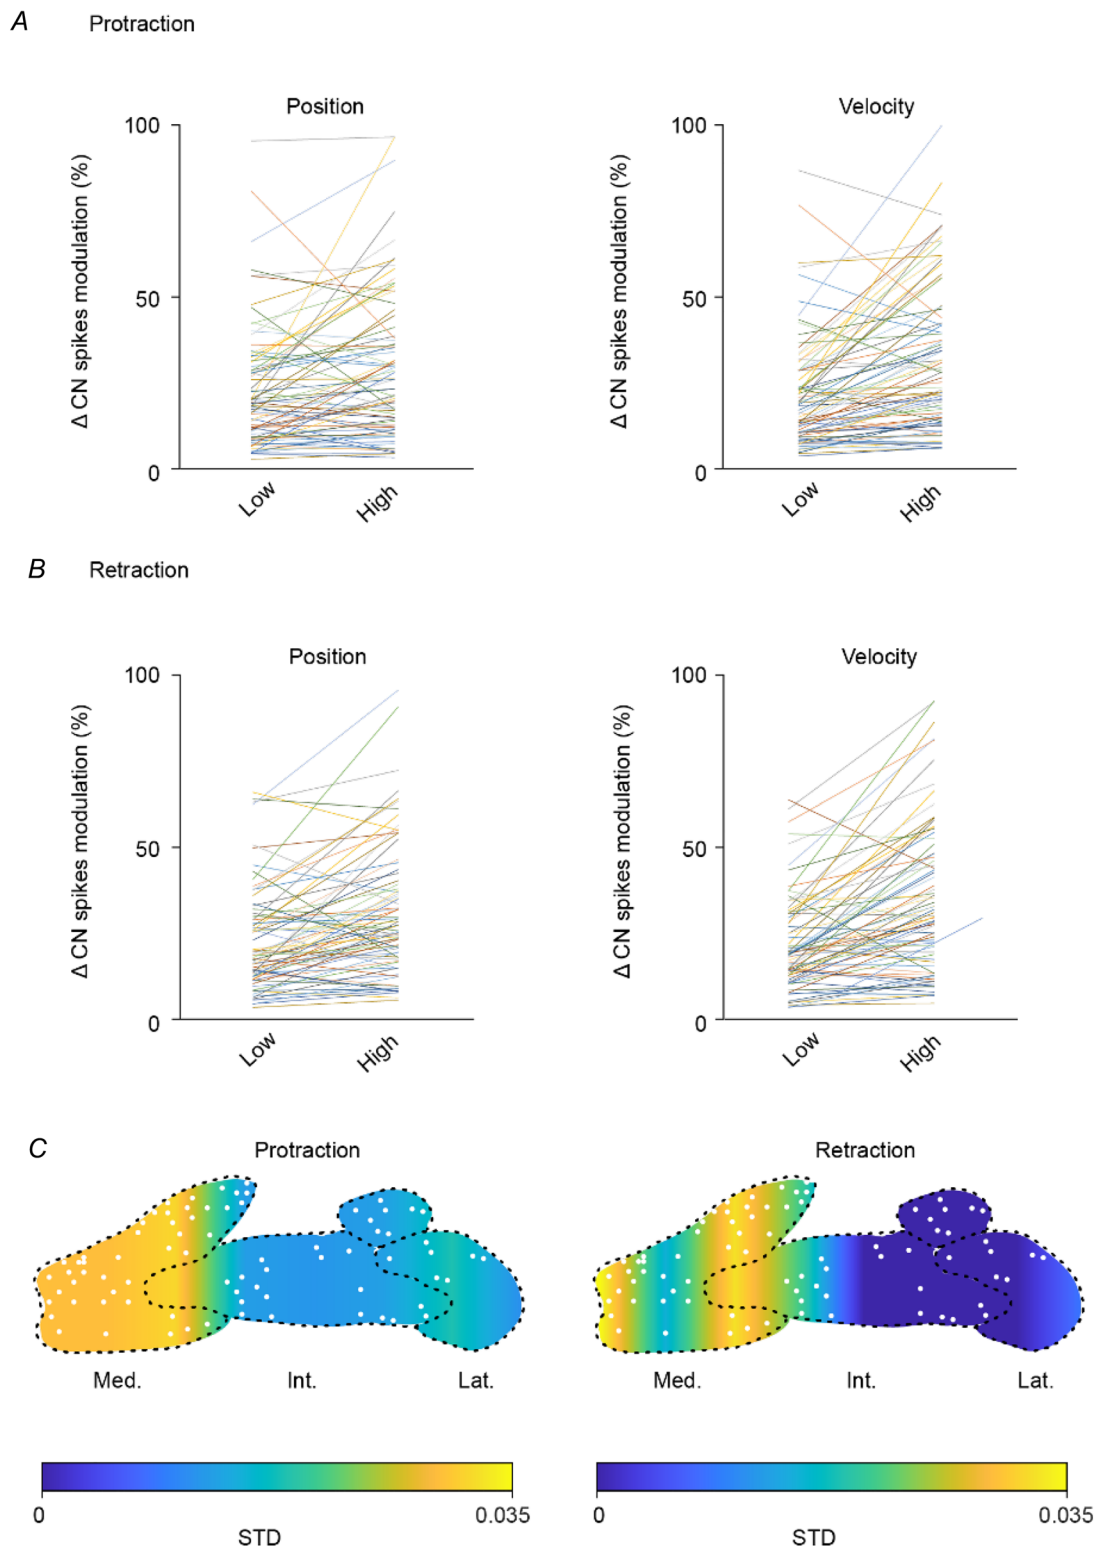 A Protraction
Position
Velocity
Δ CN spikes modulation (%)
100
50
0
Low
High
Δ CN spikes modulation (%)
100
50
0
Low
High
B Retraction
Position
Velocity
Δ CN spikes modulation (%)
100
50
0
Low
High
Δ CN spikes modulation (%)
100
50
0
Low
High
C
Protraction
Retraction
Med.
Int.
Lat.
Med.
Int.
Lat.
0
0.035
STD
0
0.035
STD